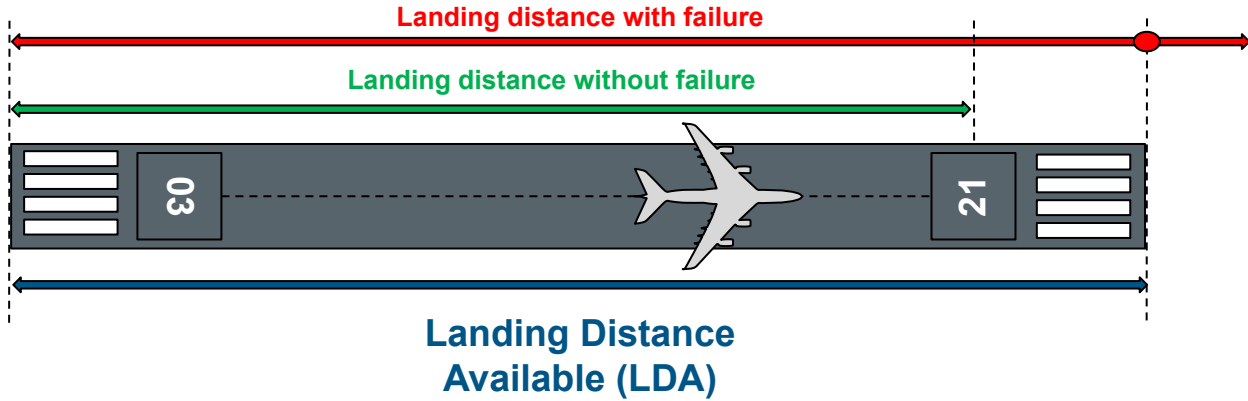 Landing distance with failure
Landing distance without failure
03
21
Landing Distance
Available (LDA)